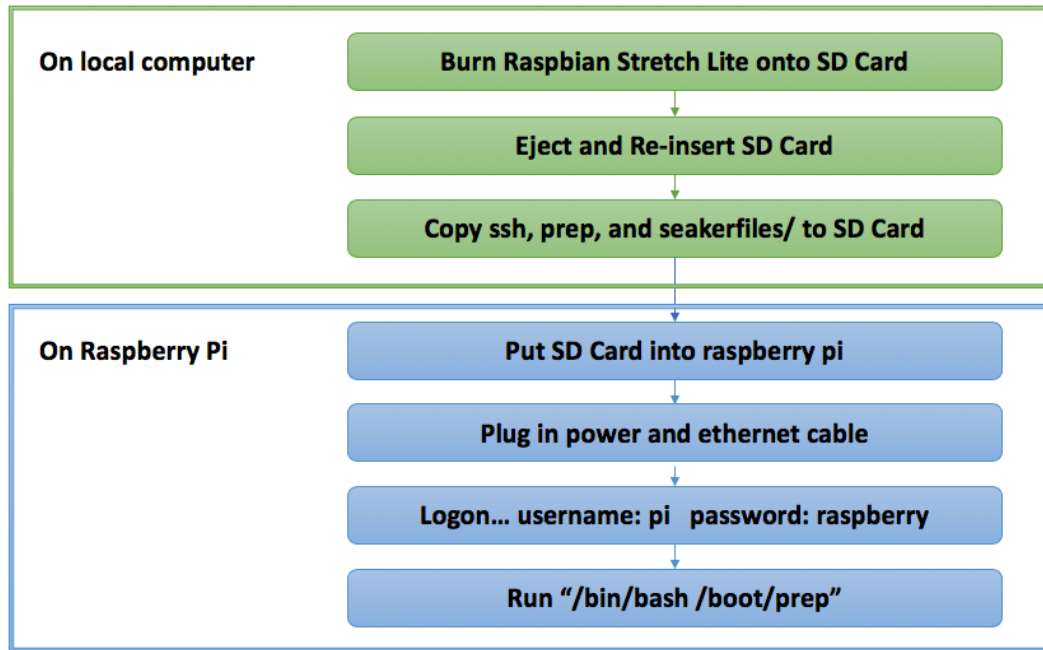 On local computer
Burn Raspbian Stretch Lite onto SD Card
Eject and Re-insert SD Card
Copy ssh, prep, and seakerfiles/ to SD Card
On Raspberry Pi
Put SD Card into raspberry pi
Plug in power and ethernet cable
Logon... username: pi   password: raspberry
Run “/bin/bash /boot/prep”